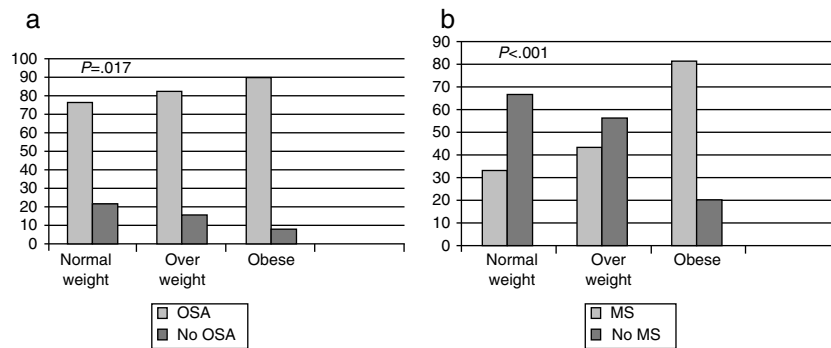 a
100
90
80
70
60
50
40
30
20
10
0
P=.017
Normal weight
Over weight
Obese
OSA
No OSA
b
90
80
70
60
50
40
30
20
10
0
P<.001
Normal weight
Over weight
Obese
MS
No MS